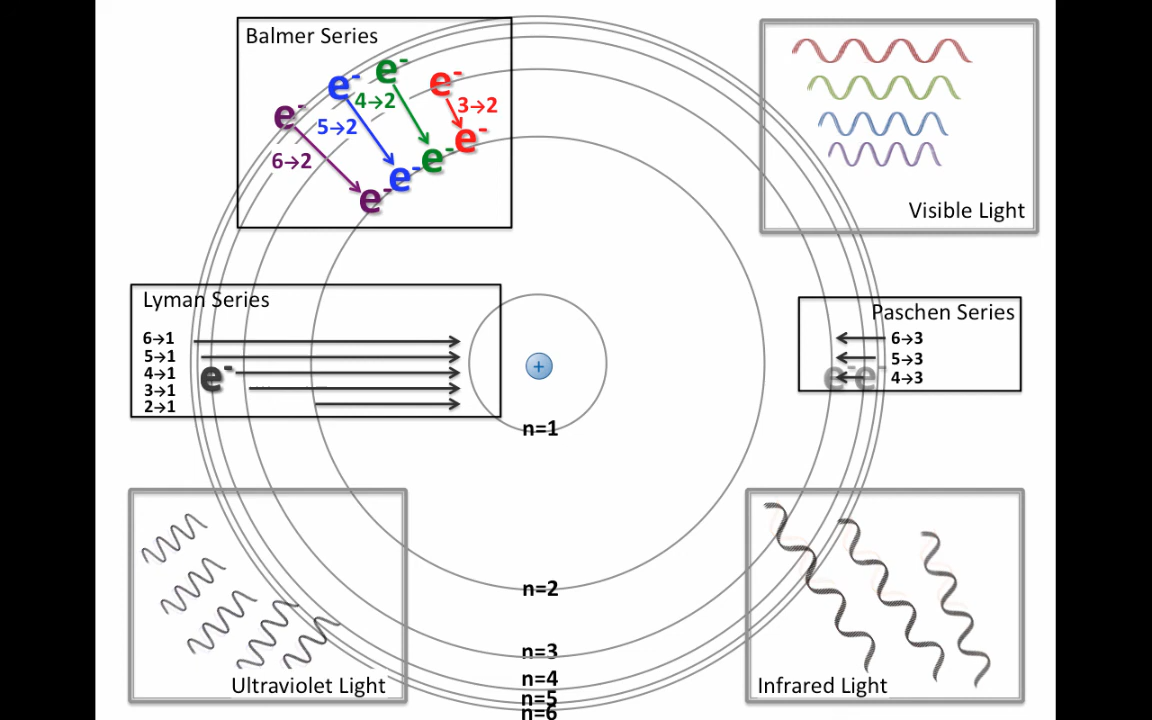 Balmer Series
e-
e-
e-
e-
4→2
3→2
5→2
6→2
e-
e-
e-
e-
Visible Light
Lyman Series
6→1
5→1
4→1
3→1
2→1
e-
Paschen Series
6→3
5→3
4→3
e-
e-
+
n=1
n=2
n=3
n=4
n=5
n=6
Ultraviolet Light
Infrared Light